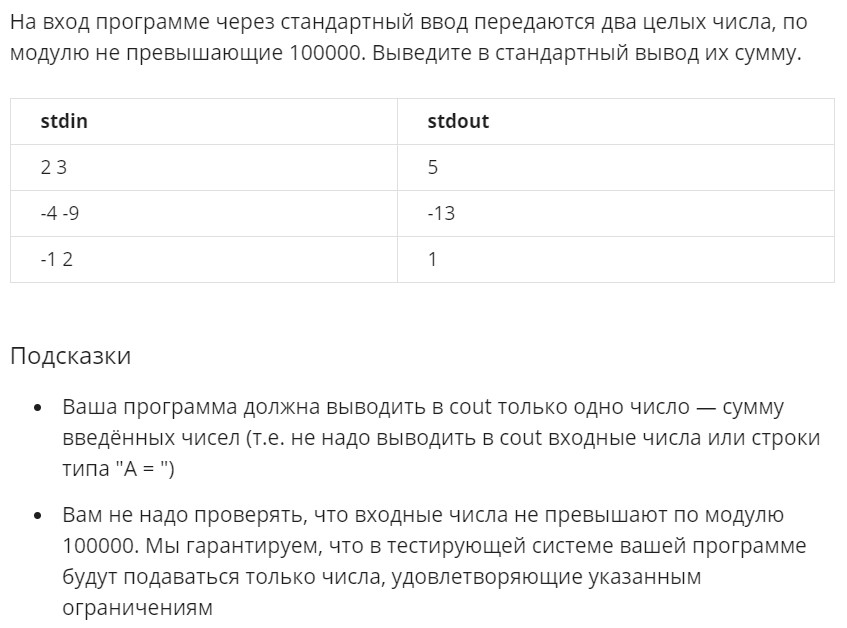 На вход программе через стандартный ввод передаются два целых числа, по
модулю не превышающие 100000. Выведите в стандартный вывод их сумму.
stdin stdout
2 3 5
-4 -9 -13
-1 2 1
Подсказки
• Ваша программа должна выводить в cout только одно число — сумму
введённых чисел (т.е. не надо выводить в cout входные числа или строки
типа "A = ")
• Вам не надо проверять, что входные числа не превышают по модулю
100000. Мы гарантируем, что в тестирующей системе вашей программе
будут подаваться только числа, удовлетворяющие указанным
ограничениям